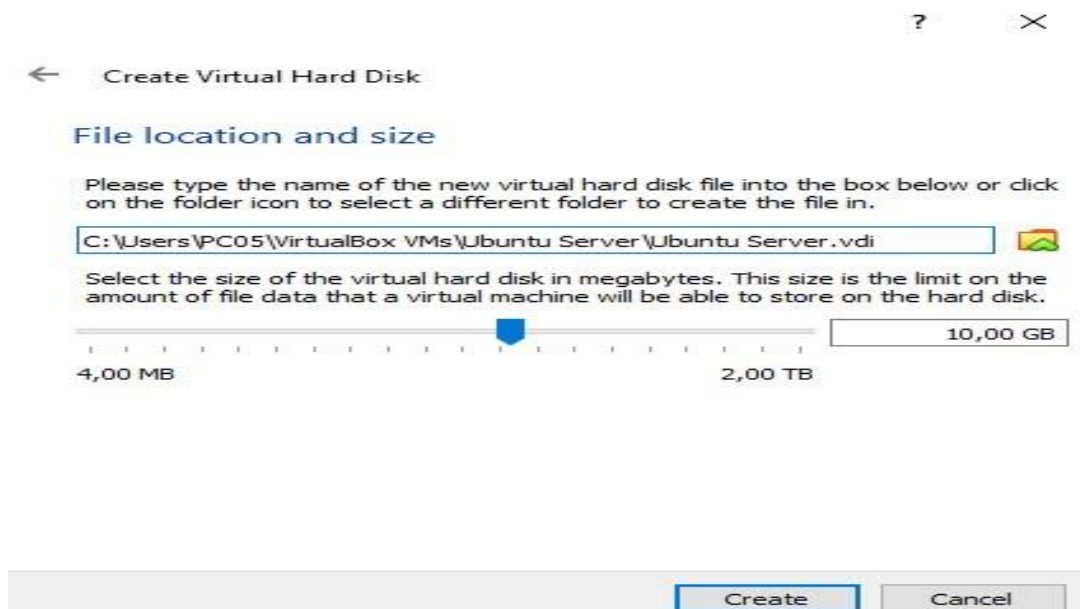 ?
Create Virtual Hard Disk
File location and size
Please type the name of the new virtual hard disk file into the box below or click
on the folder icon to select a different folder to create the file in.
C:\Users\PC05\VirtualBox VMs\Ubuntu Server\Ubuntu Server.vdi
Select the size of the virtual hard disk in megabytes. This size is the limit on the
amount of file data that a virtual machine will be able to store on the hard disk.
10,00 GB
4,00 MB 2,00 TB
Create Cancel